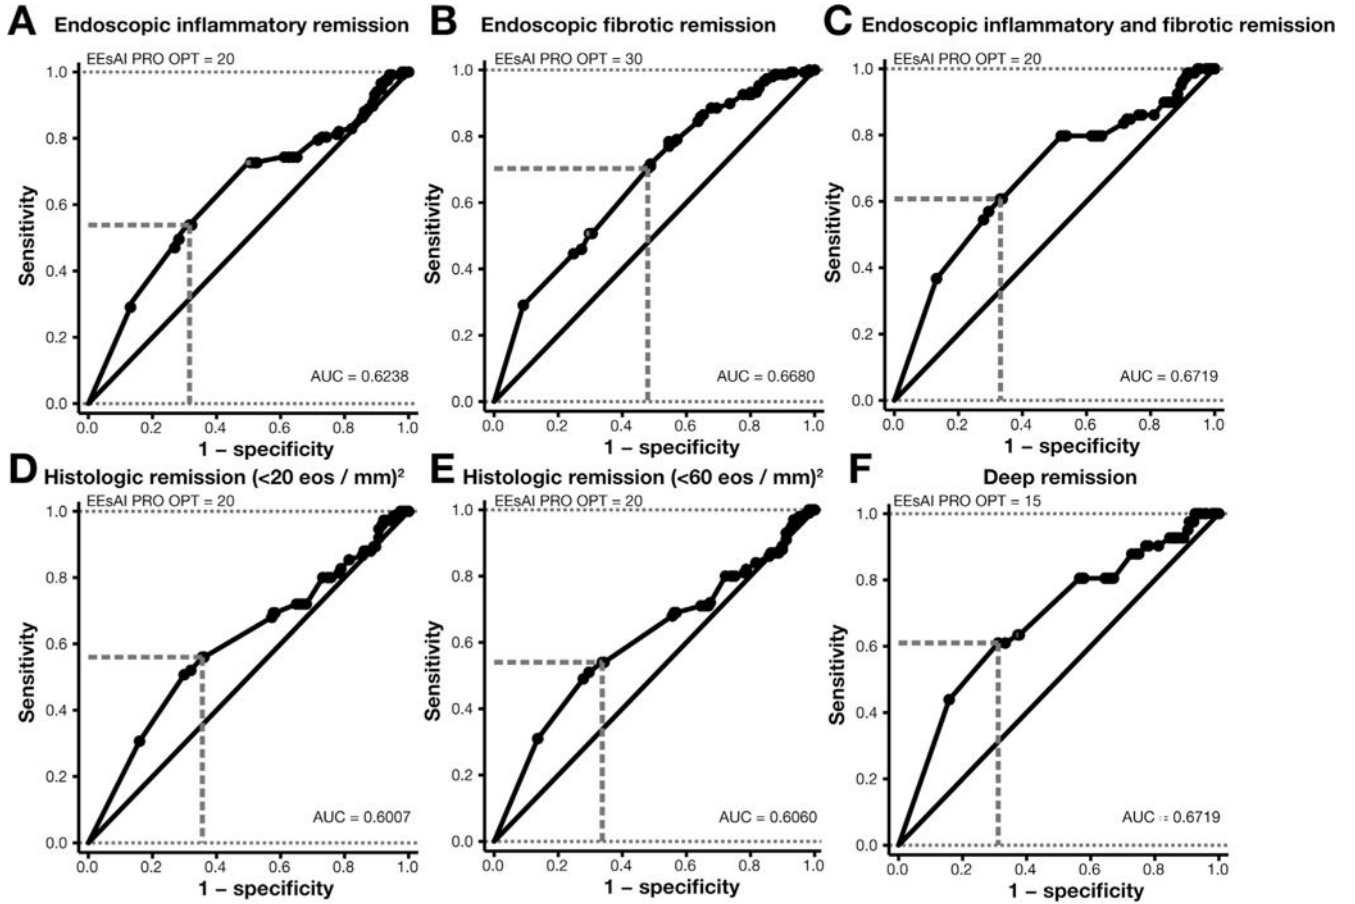 A Endoscopic inflammatory remission
EEsAI PRO OPT = 20
1.0
0.8
0.6
0.4
0.2
0.0
Sensitivity
AUC = 0.6238
0.0 0.2 0.4 0.6 0.8 1.0
1 – specificity
B Endoscopic fibrotic remission
EEsAI PRO OPT = 30
1.0
0.8
0.6
0.4
0.2
0.0
Sensitivity
AUC = 0.6680
0.0 0.2 0.4 0.6 0.8 1.0
1 – specificity
C Endoscopic inflammatory and fibrotic remission
EEsAI PRO OPT = 20
1.0
0.8
0.6
0.4
0.2
0.0
Sensitivity
AUC = 0.6719
0.0 0.2 0.4 0.6 0.8 1.0
1 – specificity
D Histologic remission (<20 eos / mm)²
EEsAI PRO OPT = 20
1.0
0.8
0.6
0.4
0.2
0.0
Sensitivity
AUC = 0.6007
0.0 0.2 0.4 0.6 0.8 1.0
1 – specificity
E Histologic remission (<60 eos / mm)²
EEsAI PRO OPT = 20
1.0
0.8
0.6
0.4
0.2
0.0
Sensitivity
AUC = 0.6060
0.0 0.2 0.4 0.6 0.8 1.0
1 – specificity
F Deep remission
EEsAI PRO OPT = 15
1.0
0.8
0.6
0.4
0.2
0.0
Sensitivity
AUC = 0.6719
0.0 0.2 0.4 0.6 0.8 1.0
1 – specificity